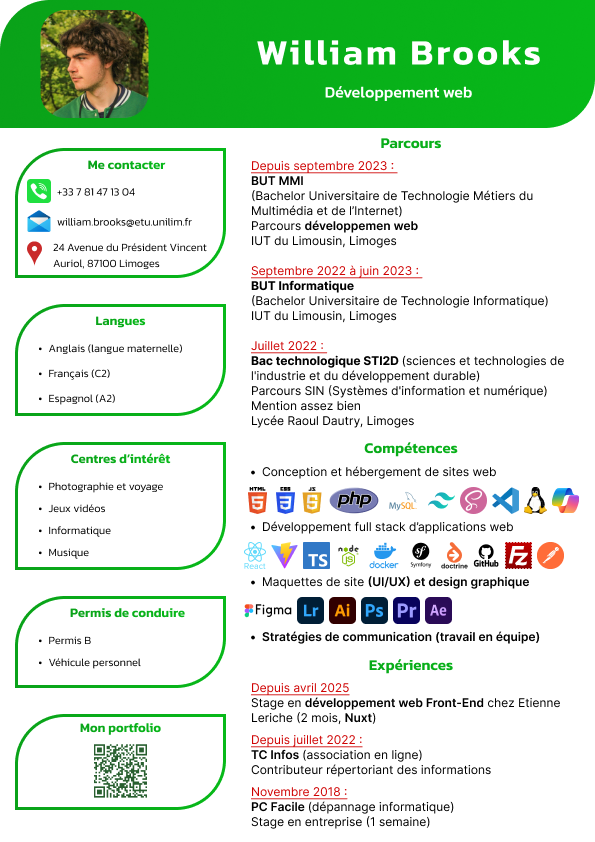 William Brooks
Développement web
Me contacter
+33 7 81 47 13 04
william.brooks@etu.unilim.fr
24 Avenue du Président Vincent
Auriol, 87100 Limoges
Langues
• Anglais (langue maternelle)
• Français (C2)
• Espagnol (A2)
Centres d'intérêt
• Photographie et voyage
• Jeux vidéos
• Informatique
• Musique
Permis de conduire
• Permis B
• Véhicule personnel
Mon portfolio
Parcours
Depuis septembre 2023 :
BUT MMI
(Bachelor Universitaire de Technologie Métiers du
Multimédia et de l'Internet)
Parcours développemen web
IUT du Limousin, Limoges
Septembre 2022 à juin 2023 :
BUT Informatique
(Bachelor Universitaire de Technologie Informatique)
IUT du Limousin, Limoges
Juillet 2022 :
Bac technologique STI2D (sciences et technologies de
l'industrie et du développement durable)
Parcours SIN (Systèmes d'information et numérique)
Mention assez bien
Lycée Raoul Dautry, Limoges
Compétences
• Conception et hébergement de sites web
HTML 5 CSS 3 JS 5 php MySQL
• Développement full stack d'applications web
React TS node JS docker Symfony doctrine GitHub FZ
• Maquettes de site (UI/UX) et design graphique
Figma Lr Ai Ps Pr Ae
• Stratégies de communication (travail en équipe)
Expériences
Depuis avril 2025
Stage en développement web Front-End chez Etienne
Leriche (2 mois, Nuxt)
Depuis juillet 2022 :
TC Infos (association en ligne)
Contributeur répertoriant des informations
Novembre 2018 :
PC Facile (dépannage informatique)
Stage en entreprise (1 semaine)